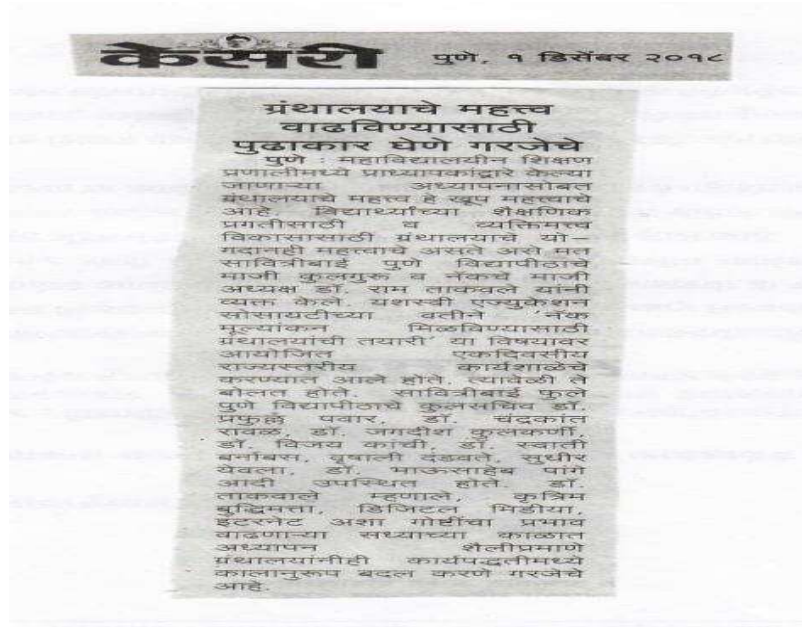 केसरी
पुणे, १ डिसेंबर २०१८
ग्रंथालयाचे महत्त्व
वाढविण्यासाठी
पुढाकार घेणे गरजेचे
पुणे : महाविद्यालयीन शिक्षण
प्रणालीमध्ये प्राध्यापकांद्वारे केल्या
जाणाऱ्या अध्यापनासोबत
ग्रंथालयाचे महत्त्व हे खूप महत्त्वाचे
आहे. विद्यार्थ्यांच्या शैक्षणिक
प्रगतीसाठी व व्यक्तिमत्त्व
विकासासाठी ग्रंथालयाचे यो-
गदानही महत्त्वाचे असते असे मत
सावित्रीबाई पुणे विद्यापीठाचे
माजी कुलगुरू व नॅकचे माजी
अध्यक्ष डॉ. राम ताकवले यांनी
व्यक्त केले. यशस्वी एज्युकेशन
सोसायटीच्या वतीने 'नॅक
मूल्यांकन मिळविण्यासाठी
ग्रंथालयांची तयारी' या विषयावर
आयोजित एकदिवसीय
राज्यस्तरीय कार्यशाळेचे
करण्यात आले होते. त्यावेळी ते
बोलत होते. सावित्रीबाई फुले
पुणे विद्यापीठाचे कुलसचिव डॉ.
प्रफुल्ल पवार, डॉ. चंद्रकांत
रावळ, डॉ. जगदीश कुलकर्णी,
डॉ. विजय कांची, डॉ. स्वाती
बर्नाबस, वृषाली दंडवते, सुधीर
येवला, डॉ. भाऊसाहेब पांगे
आदी उपस्थित होते. डॉ.
ताकवाले म्हणाले, कृत्रिम
बुद्धिमत्ता, डिजिटल मिडीया,
इंटरनेट अशा गोष्टींचा प्रभाव
वाढणाऱ्या सध्याच्या काळात
अध्यापन शैलीप्रमाणे
ग्रंथालयांनीही कार्यपद्धतीमध्ये
कालानुरूप बदल करणे गरजेचे
आहे.